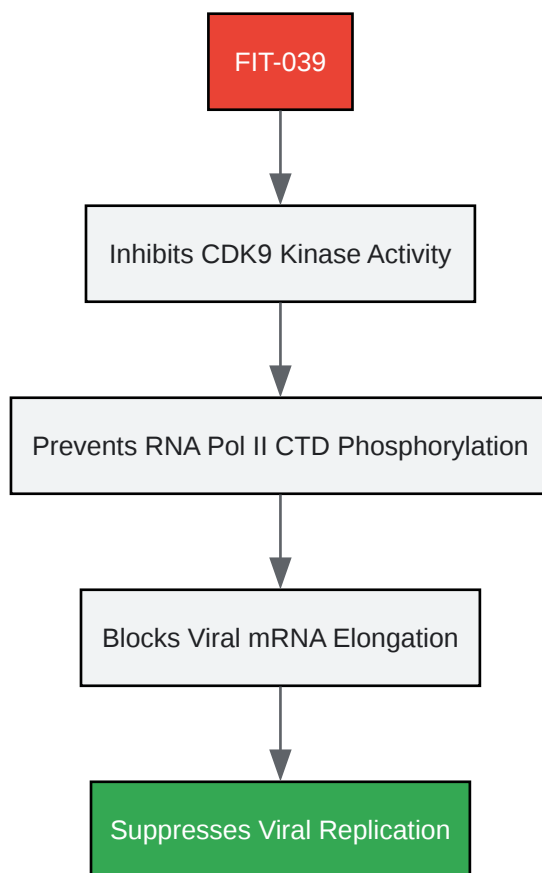 FIT-039
Inhibits CDK9 Kinase Activity
Prevents RNA Pol II CTD Phosphorylation
Blocks Viral mRNA Elongation
Suppresses Viral Replication